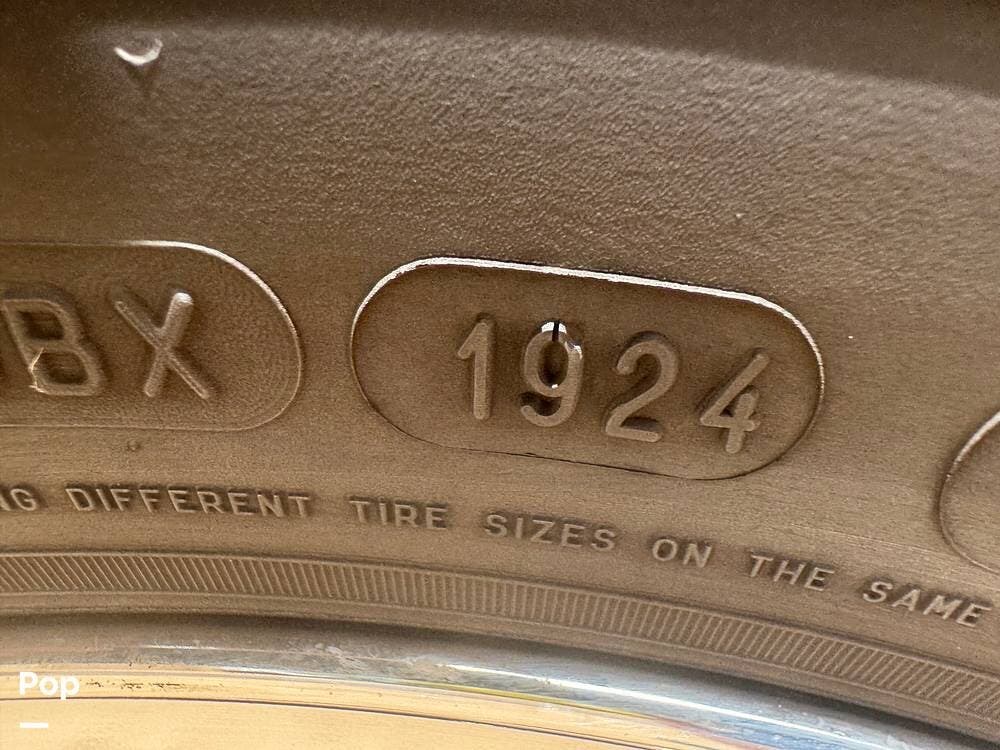 BX
1924
DIFFERENT TIRE SIZES ON THE SAME
Pop